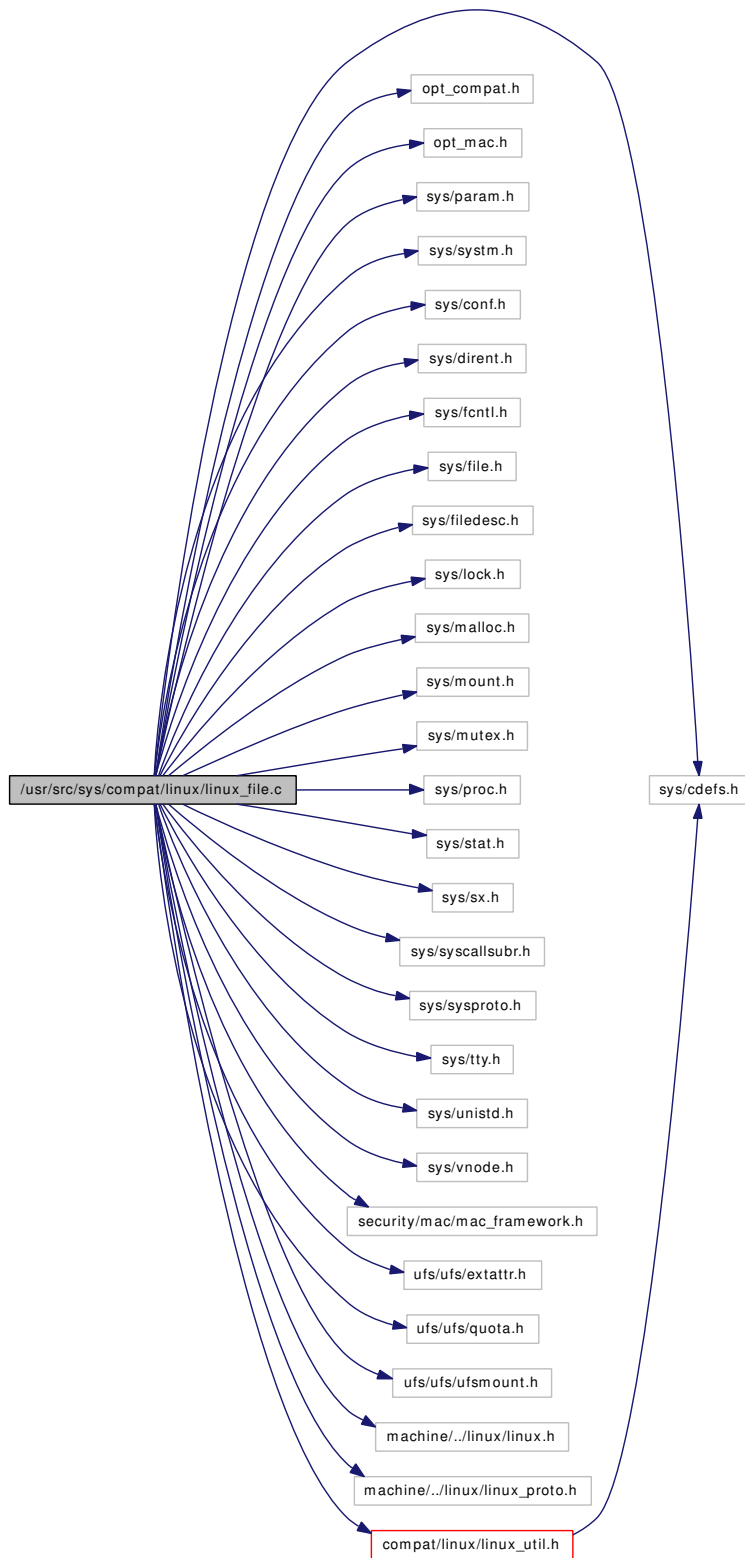 opt_compat.h
opt_mac.h
sys/param.h
sys/systm.h
sys/conf.h
sys/dirent.h
sys/fcntl.h
sys/file.h
sys/filedesc.h
sys/lock.h
sys/malloc.h
sys/mount.h
sys/mutex.h
/usr/src/sys/compat/linux/linux_file.c
sys/proc.h
sys/cdefs.h
sys/stat.h
sys/sx.h
sys/syscallsubr.h
sys/sysproto.h
sys/tty.h
sys/unistd.h
sys/vnode.h
security/mac/mac_framework.h
ufs/ufs/extattr.h
ufs/ufs/quota.h
ufs/ufs/ufsmount.h
machine/../linux/linux.h
machine/../linux/linux_proto.h
compat/linux/linux_util.h